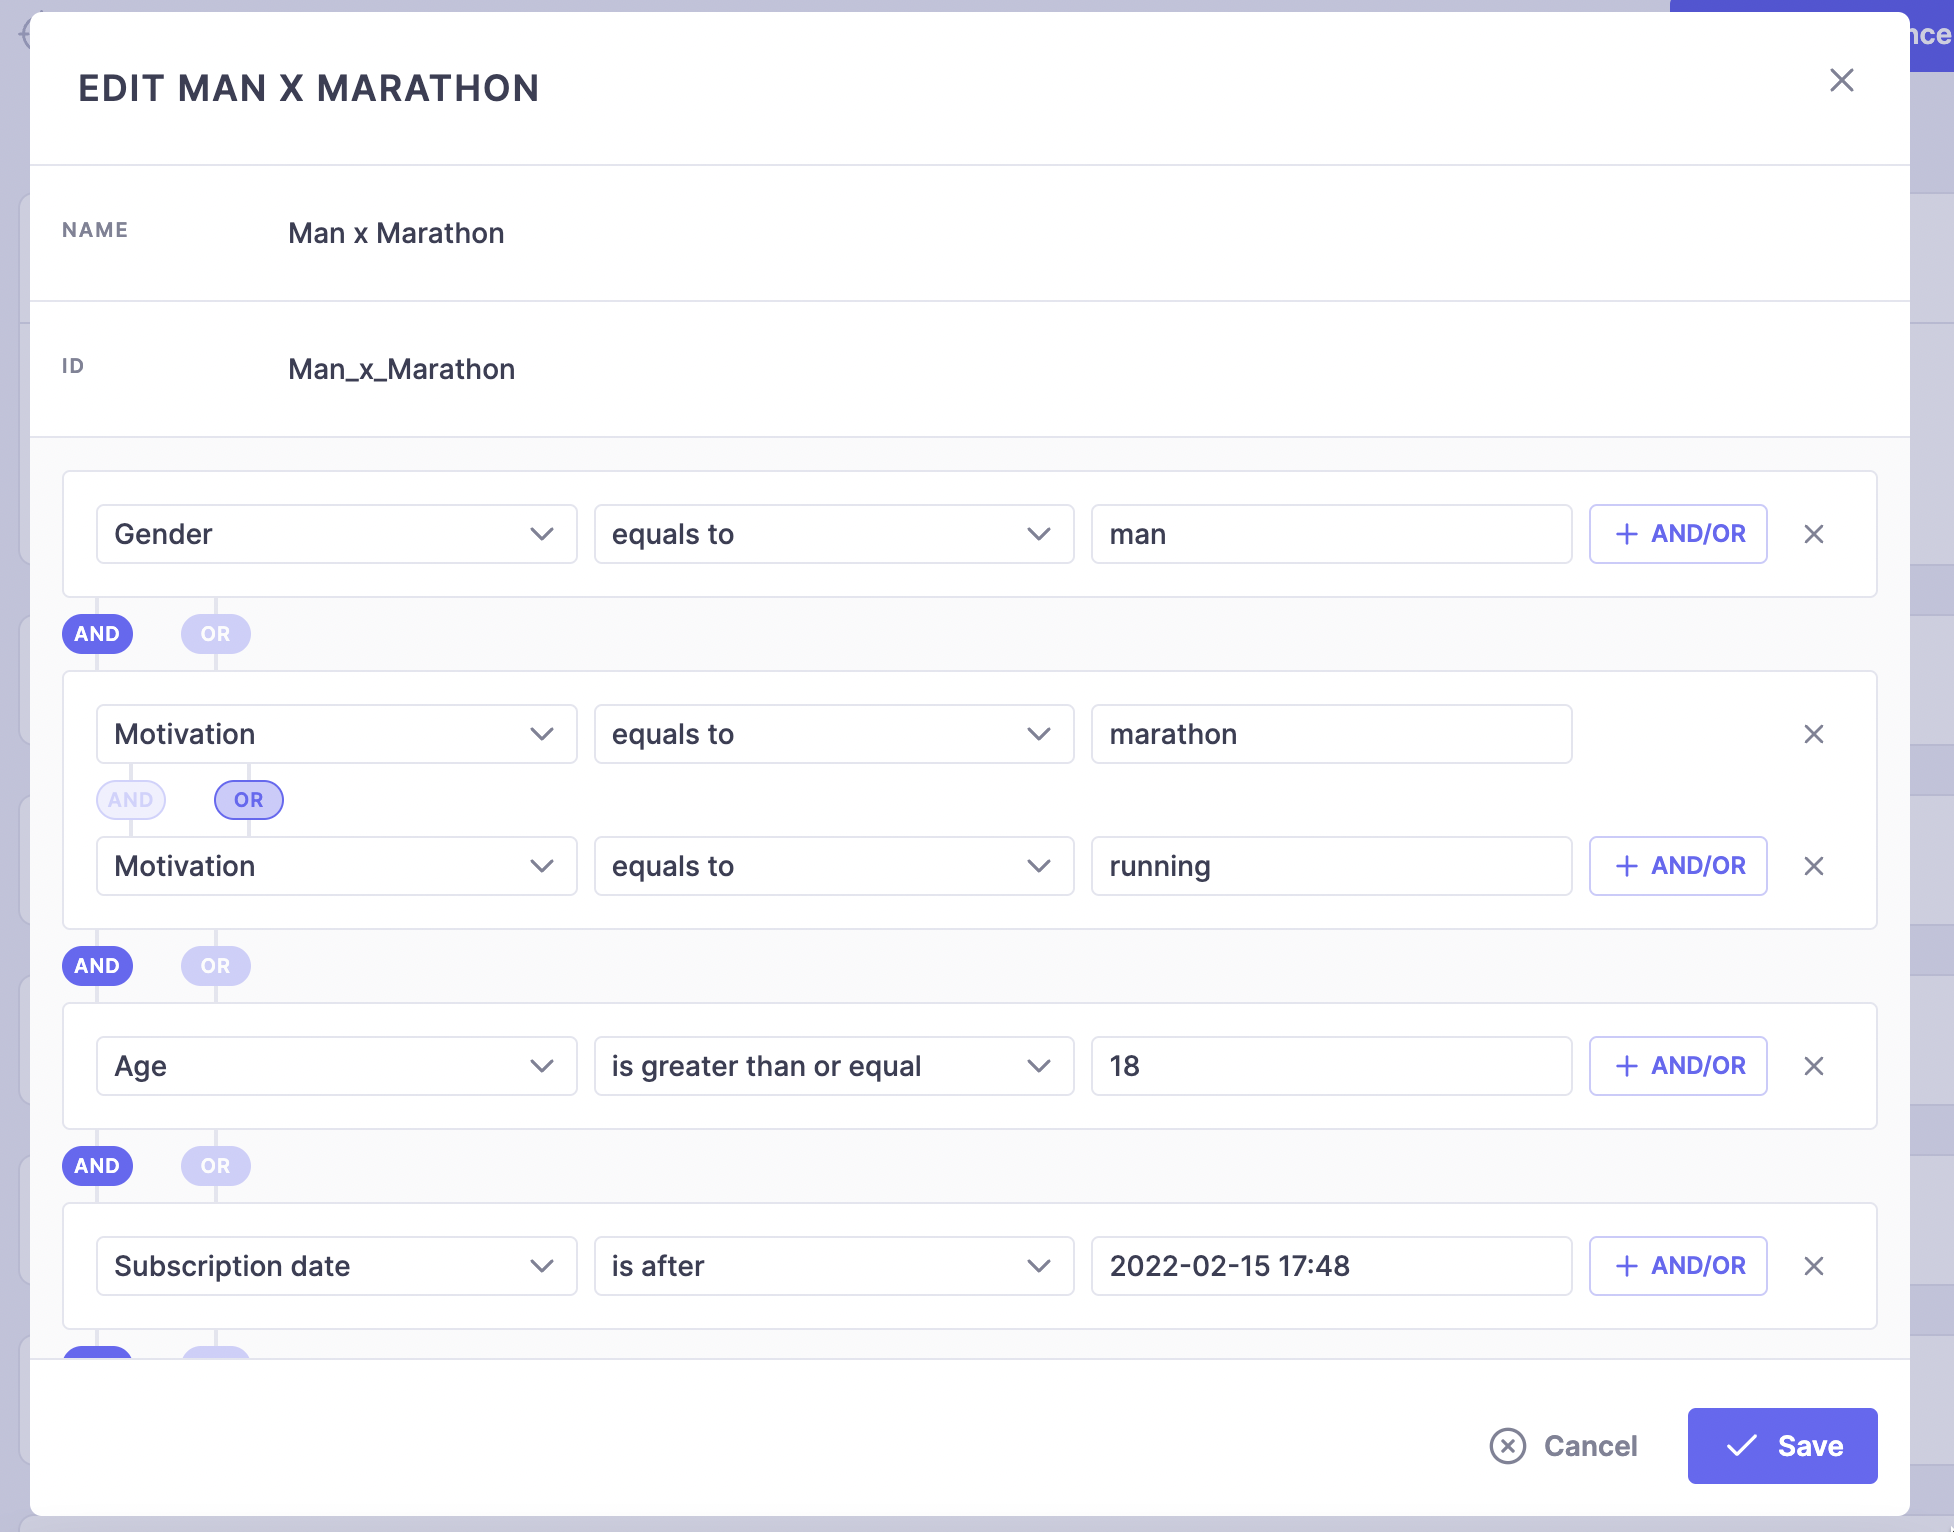 EDIT MAN X MARATHON
NAME Man x Marathon
ID Man_x_Marathon
Gender equals to man + AND/OR
AND OR
Motivation equals to marathon
AND OR
Motivation equals to running + AND/OR
AND OR
Age is greater than or equal 18 + AND/OR
AND OR
Subscription date is after 2022-02-15 17:48 + AND/OR
Cancel Save